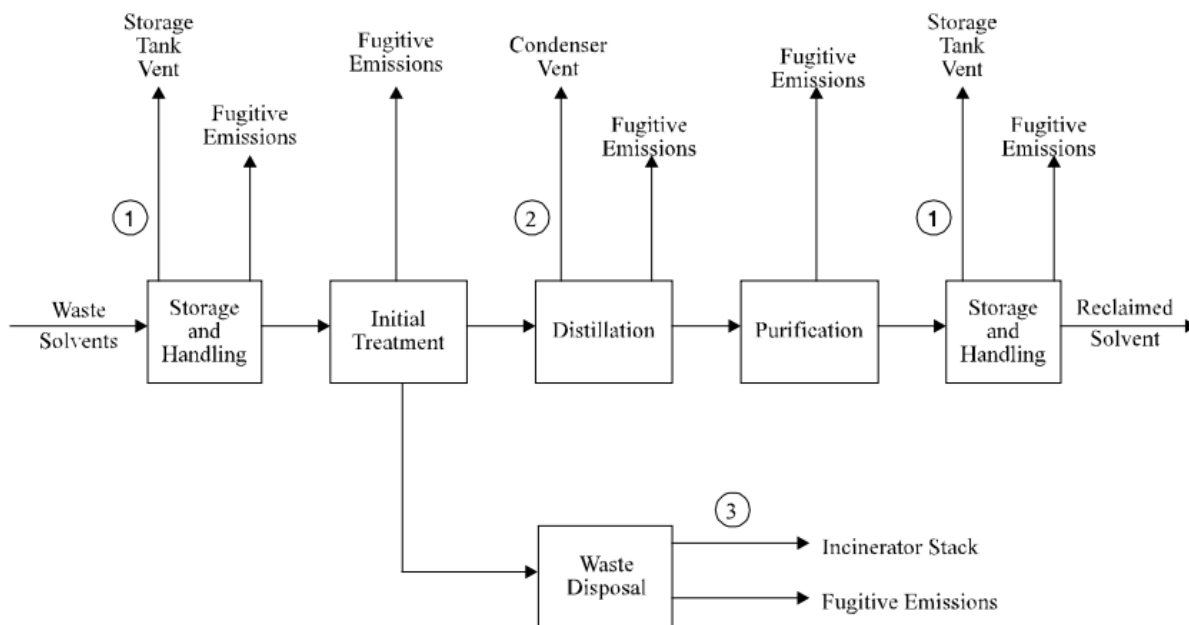 Storage
Tank
Vent
Fugitive
Emissions
Fugitive
Emissions
Condenser
Vent
Fugitive
Emissions
Fugitive
Emissions
Storage
Tank
Vent
Fugitive
Emissions
1
2
1
Waste
Solvents
Storage
and
Handling
Initial
Treatment
Distillation
Purification
Storage
and
Handling
Reclaimed
Solvent
3
Waste
Disposal
Incinerator Stack
Fugitive Emissions